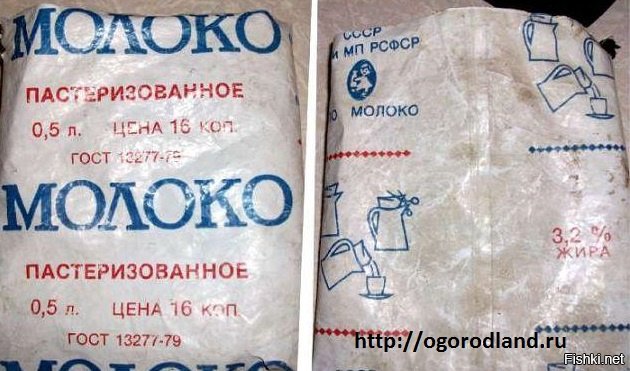 МОЛОКО
ПАСТЕРИЗОВАННОЕ
0,5 л. ЦЕНА 16 КОП.
ГОСТ 13277-79
МОЛОКО
ПАСТЕРИЗОВАННОЕ
0,5 л. ЦЕНА 16 КОП.
ГОСТ 13277-79
СССР
И МП РСФСР
МОЛОКО
3,2 %
ЖИРА
http://ogorodland.ru
Fishki.net